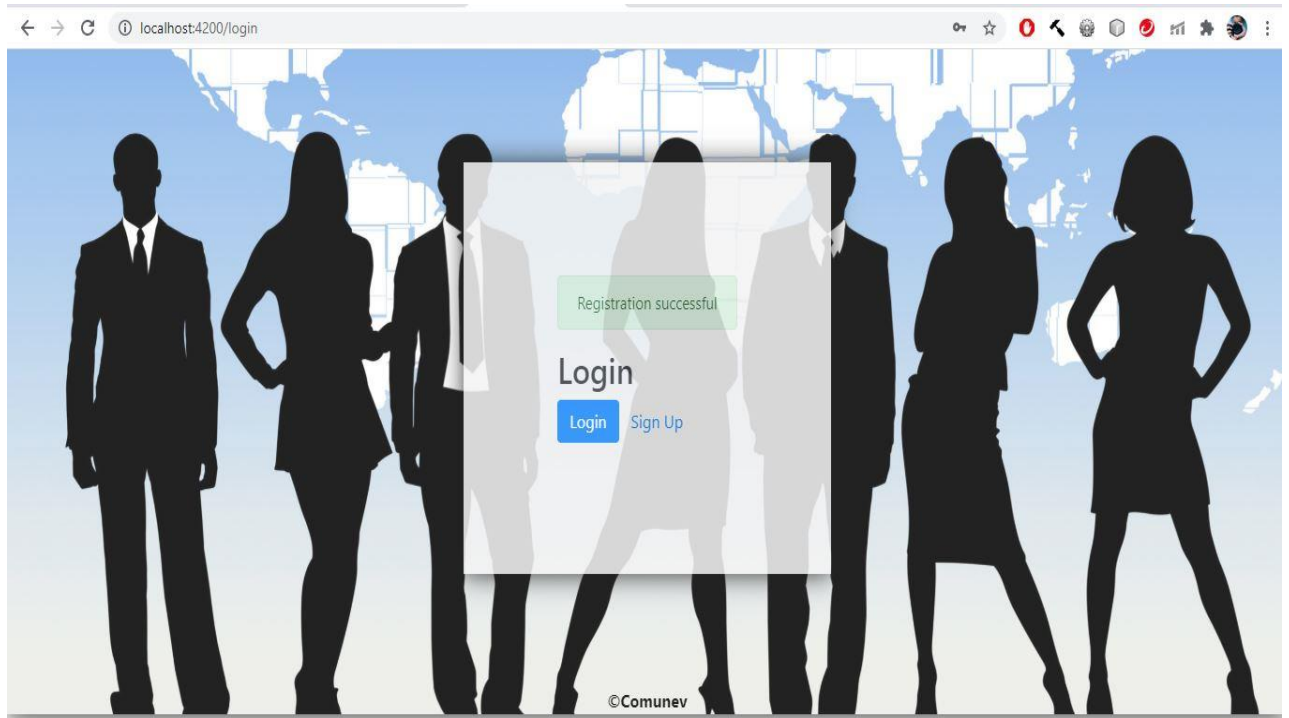 localhost:4200/login
Registration successful
Login
Login Sign Up
©Comunev